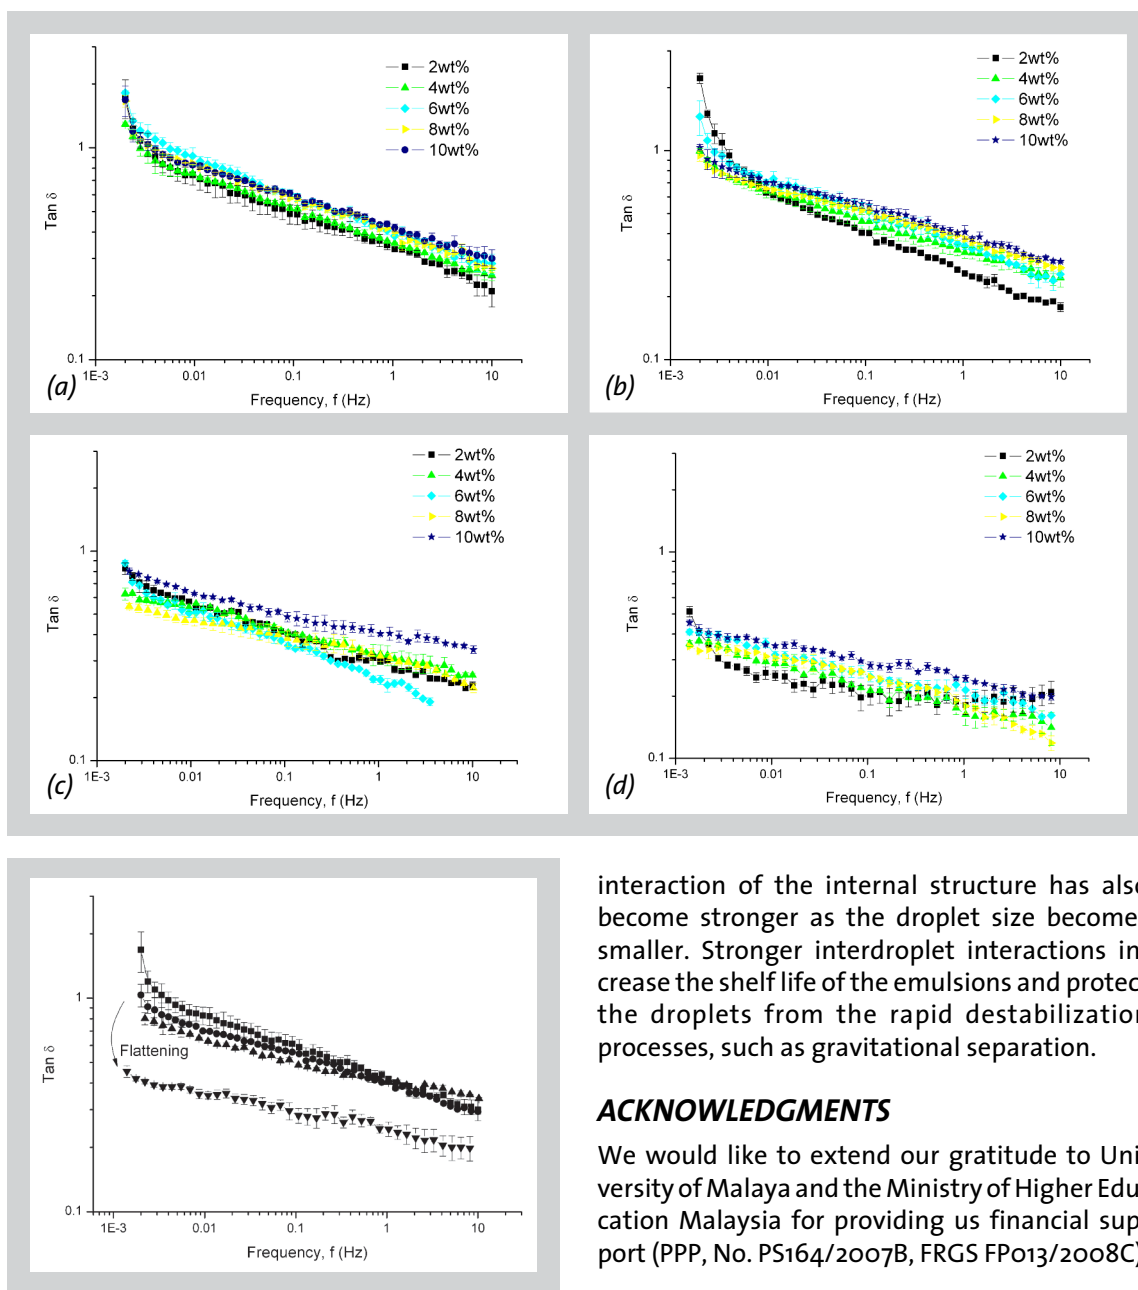 2wt%
4wt%
6wt%
8wt%
10wt%
1
0.1
Tan δ
1E-3 0.01 0.1 1 10
Frequency, f (Hz)
(a)
2wt%
4wt%
6wt%
8wt%
10wt%
1
0.1
Tan δ
1E-3 0.01 0.1 1 10
Frequency, f (Hz)
(b)
2wt%
4wt%
6wt%
8wt%
10wt%
1
0.1
Tan δ
1E-3 0.01 0.1 1 10
Frequency, f (Hz)
(c)
2wt%
4wt%
6wt%
8wt%
10wt%
1
0.1
Tan δ
1E-3 0.01 0.1 1 10
Frequency, f (Hz)
(d)
1
Flattening
0.1
Tan δ
1E-3 0.01 0.1 1 10
Frequency, f (Hz)
interaction of the internal structure has also
become stronger as the droplet size become
smaller. Stronger interdroplet interactions in
crease the shelf life of the emulsions and protec
the droplets from the rapid destabilization
processes, such as gravitational separation.
ACKNOWLEDGMENTS
We would like to extend our gratitude to Uni
versity of Malaya and the Ministry of Higher Edu
cation Malaysia for providing us financial sup
port (PPP, No. PS164/2007B, FRGS FP013/2008C)